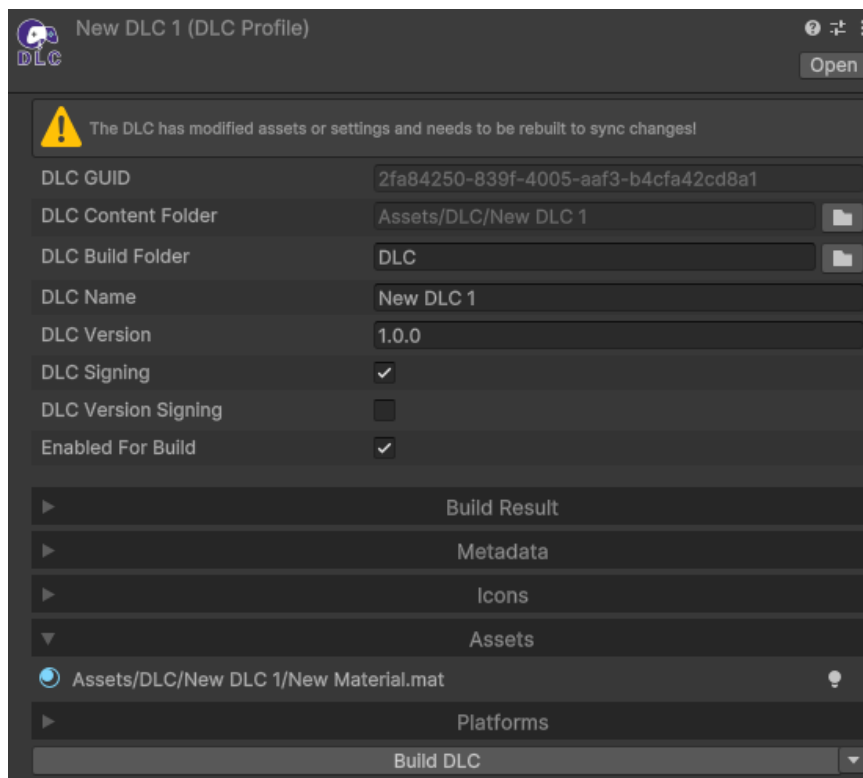 New DLC 1 (DLC Profile)
DLC
Open
The DLC has modified assets or settings and needs to be rebuilt to sync changes!
DLC GUID 2fa84250-839f-4005-aaf3-b4cfa42cd8a1
DLC Content Folder Assets/DLC/New DLC 1
DLC Build Folder DLC
DLC Name New DLC 1
DLC Version 1.0.0
DLC Signing
DLC Version Signing
Enabled For Build
Build Result
Metadata
Icons
Assets
Assets/DLC/New DLC 1/New Material.mat
Platforms
Build DLC